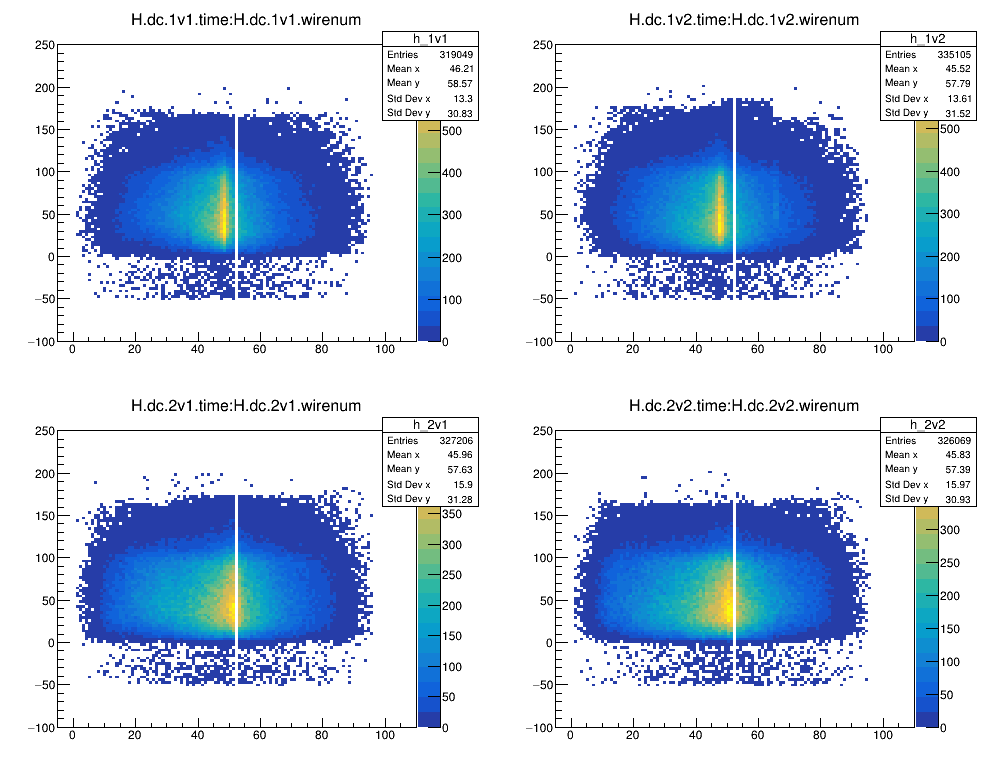 H.dc.1v1.time:H.dc.1v1.wirenum
h_1v1
Entries 319049
Mean x 46.21
Mean y 58.57
Std Dev x 13.3
Std Dev y 30.83
250
200
150
100
50
0
−50
−100
0 20 40 60 80 100
500
400
300
200
100
0
H.dc.1v2.time:H.dc.1v2.wirenum
h_1v2
Entries 335105
Mean x 45.52
Mean y 57.79
Std Dev x 13.61
Std Dev y 31.52
250
200
150
100
50
0
−50
−100
0 20 40 60 80 100
500
400
300
200
100
0
H.dc.2v1.time:H.dc.2v1.wirenum
h_2v1
Entries 327206
Mean x 45.96
Mean y 57.63
Std Dev x 15.9
Std Dev y 31.28
250
200
150
100
50
0
−50
−100
0 20 40 60 80 100
350
300
250
200
150
100
50
0
H.dc.2v2.time:H.dc.2v2.wirenum
h_2v2
Entries 326069
Mean x 45.83
Mean y 57.39
Std Dev x 15.97
Std Dev y 30.93
250
200
150
100
50
0
−50
−100
0 20 40 60 80 100
300
250
200
150
100
50
0